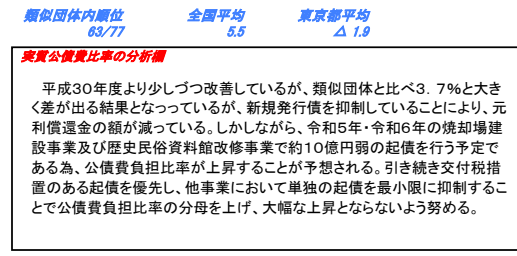 類似団体内順位 全国平均 東京都平均
63/77 5.5 △ 1.9
実質公債費比率の分析欄
平成30年度より少しづつ改善しているが、類似団体と比べ3.7%と大き
く差が出る結果となっっているが、新規発行債を抑制していることにより、元
利償還金の額が減っている。しかしながら、令和5年・令和6年の焼却場建
設事業及び歴史民俗資料館改修事業で約10億円弱の起債を行う予定で
ある為、公債費負担比率が上昇することが予想される。引き続き交付税措
置のある起債を優先し、他事業において単独の起債を最小限に抑制するこ
とで公債費負担比率の分母を上げ、大幅な上昇とならないよう努める。